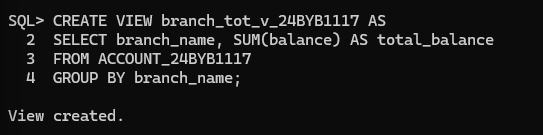 SQL> CREATE VIEW branch_tot_v_24BYB1117 AS
  2  SELECT branch_name, SUM(balance) AS total_balance
  3  FROM ACCOUNT_24BYB1117
  4  GROUP BY branch_name;

View created.